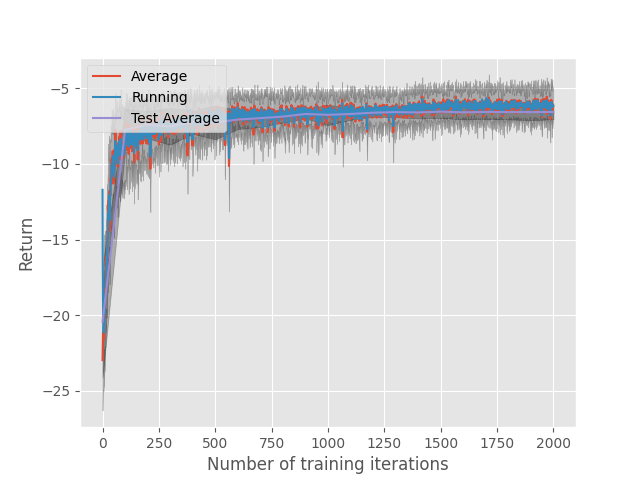 Average
Running
Test Average
−5
−10
−15
−20
−25
Return
0 250 500 750 1000 1250 1500 1750 2000
Number of training iterations